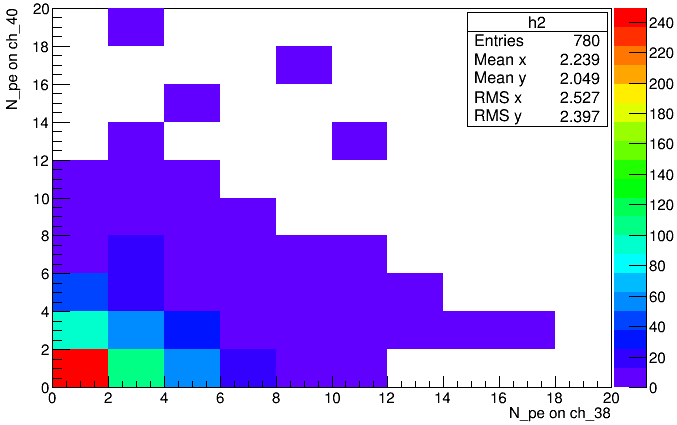 N_pe on ch_40
20
18
16
14
12
10
8
6
4
2
0
0 2 4 6 8 10 12 14 16 18 20
N_pe on ch_38
h2
Entries 780
Mean x 2.239
Mean y 2.049
RMS x 2.527
RMS y 2.397
240
220
200
180
160
140
120
100
80
60
40
20
0